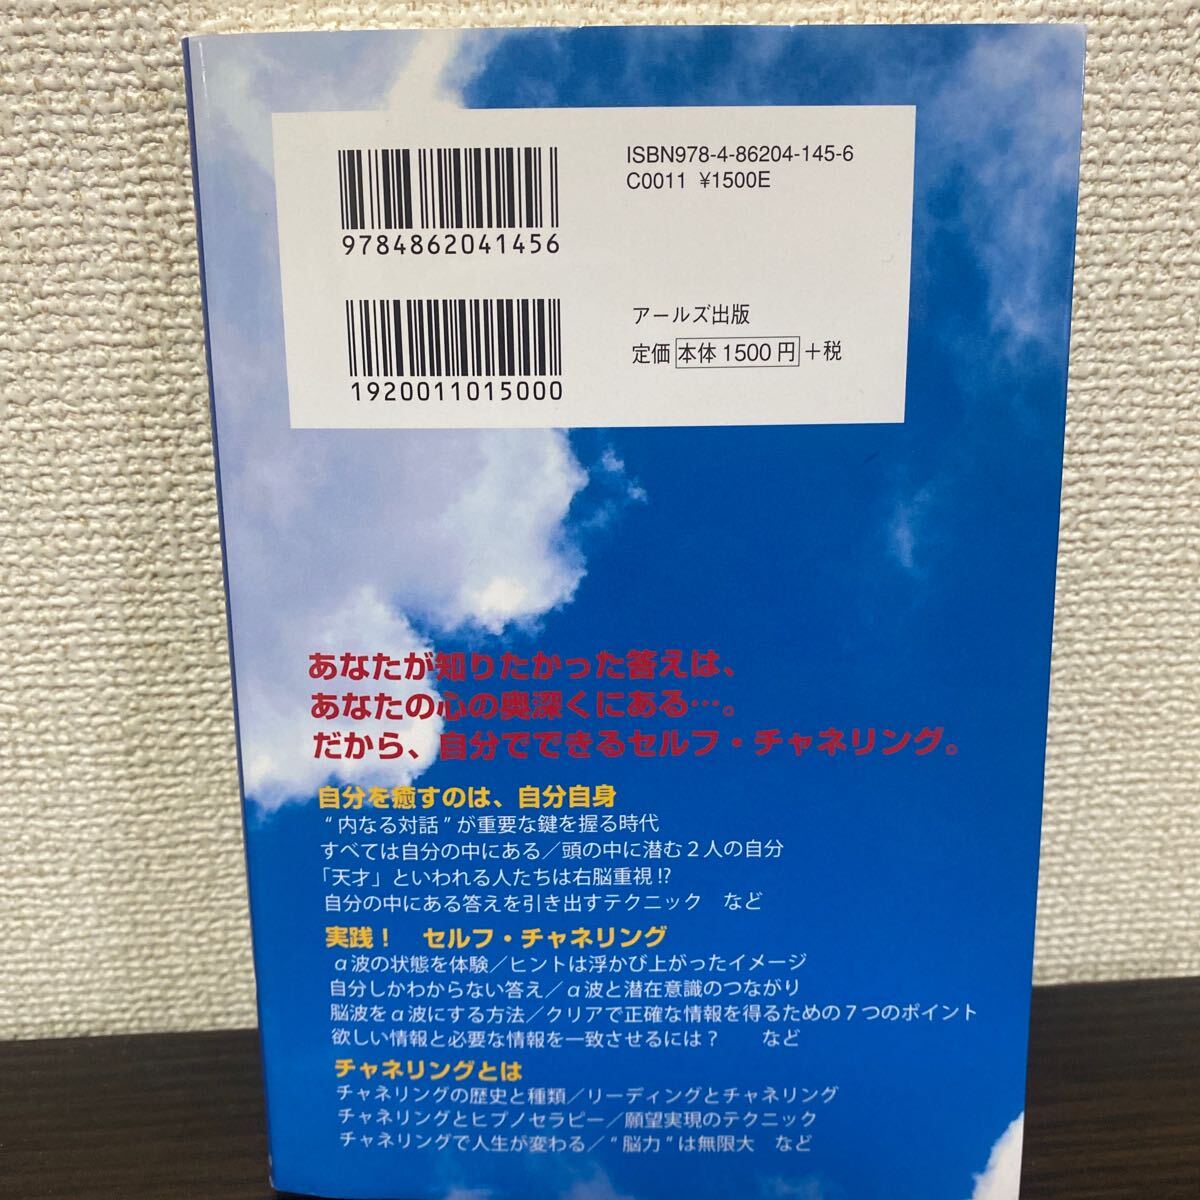 ISBN978-4-86204-145-6
C0011 ¥1500E
9784862041456
1920011015000
アールズ出版
定価 本体 1500円 +税
あなたが知りたかった答えは、
あなたの心の奥深くにある…。
だから、自分でできるセルフ・チャネリング。
自分を癒すのは、自分自身
“内なる対話”が重要な鍵を握る時代
すべては自分の中にある／頭の中に潜む２人の自分
「天才」といわれる人たちは右脳重視!?
自分の中にある答えを引き出すテクニック　など
実践！　セルフ・チャネリング
α波の状態を体験／ヒントは浮かび上がったイメージ
自分しかわからない答え／α波と潜在意識のつながり
脳波をα波にする方法／クリアで正確な情報を得るための７つのポイント
欲しい情報と必要な情報を一致させるには？　　など
チャネリングとは
チャネリングの歴史と種類／リーディングとチャネリング
チャネリングとヒプノセラピー／願望実現のテクニック
チャネリングで人生が変わる／“脳力”は無限大　など